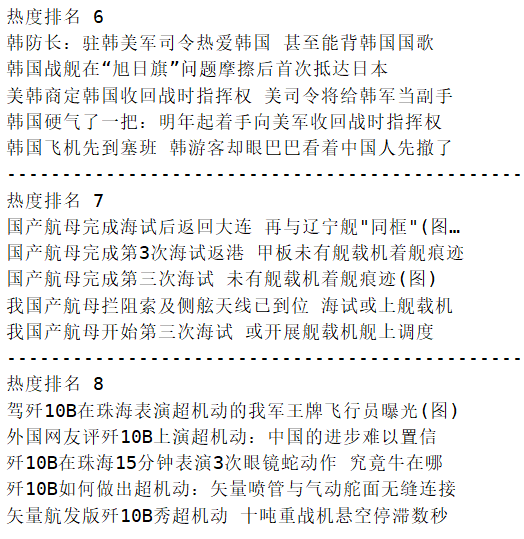 热度排名 6
韩防长：驻韩美军司令热爱韩国 甚至能背韩国国歌
韩国战舰在“旭日旗”问题摩擦后首次抵达日本
美韩商定韩国收回战时指挥权 美司令将给韩军当副手
韩国硬气了一把：明年起着手向美军收回战时指挥权
韩国飞机先到塞班 韩游客却眼巴巴看着中国人先撤了
------------------------------------------------
热度排名 7
国产航母完成海试后返回大连 再与辽宁舰"同框"(图…
国产航母完成第3次海试返港 甲板未有舰载机着舰痕迹
国产航母完成第三次海试 未有舰载机着舰痕迹(图)
我国产航母拦阻索及侧舷天线已到位 海试或上舰载机
我国产航母开始第三次海试 或开展舰载机舰上调度
------------------------------------------------
热度排名 8
驾歼10B在珠海表演超机动的我军王牌飞行员曝光(图)
外国网友评歼10B上演超机动：中国的进步难以置信
歼10B在珠海15分钟表演3次眼镜蛇动作 究竟牛在哪
歼10B如何做出超机动：矢量喷管与气动舵面无缝连接
矢量航发版歼10B秀超机动 十吨重战机悬空停滞数秒